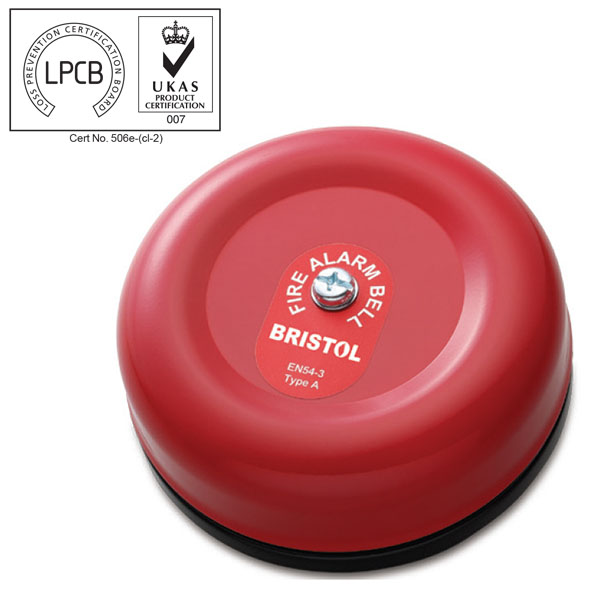 LOSS PREVENTION CERTIFICATION BOARD
LPCB
UKAS
PRODUCT
CERTIFICATION
007
Cert No. 506e-(cl-2)
FIRE ALARM BELL
BRISTOL
EN54-3
Type A